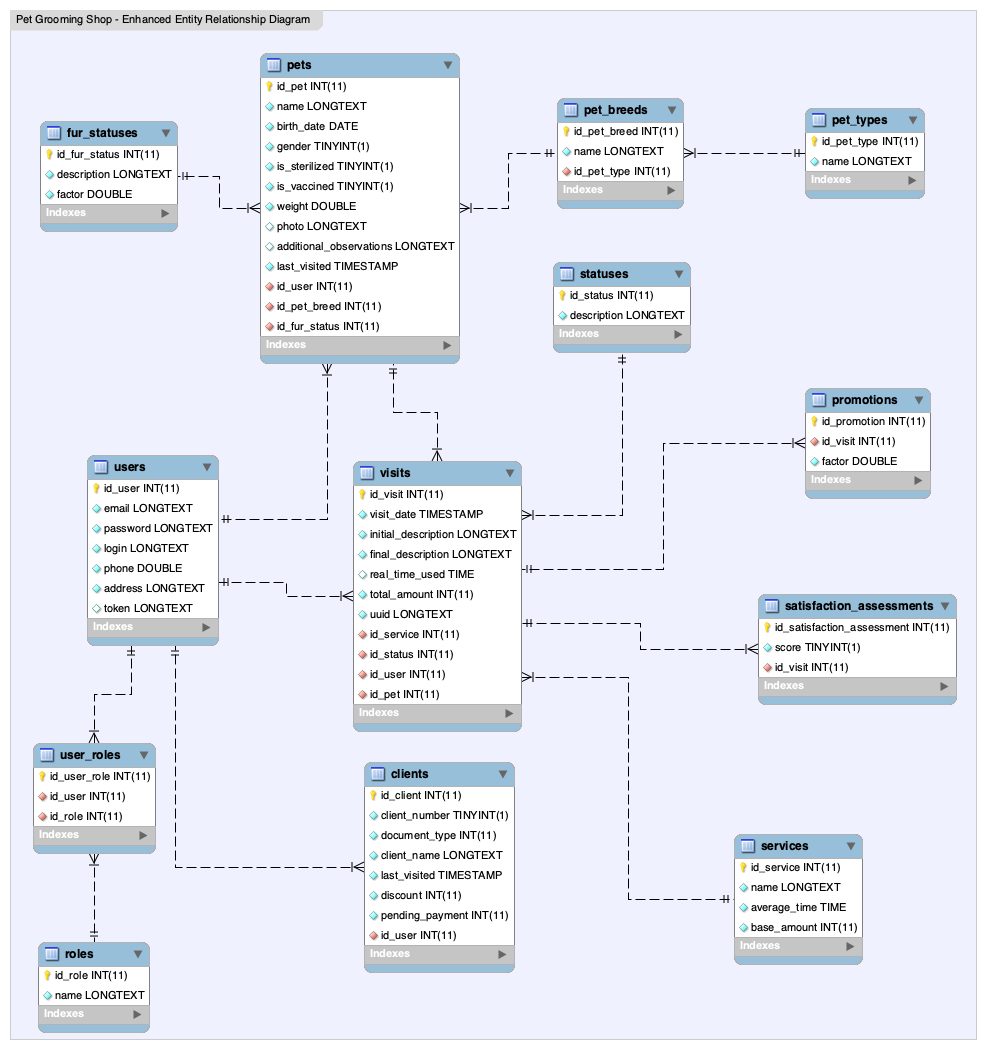 Pet Grooming Shop - Enhanced Entity Relationship Diagram
pets
id_pet INT(11)
name LONGTEXT
birth_date DATE
gender TINYINT(1)
is_sterilized TINYINT(1)
is_vaccined TINYINT(1)
weight DOUBLE
photo LONGTEXT
additional_observations LONGTEXT
last_visited TIMESTAMP
id_user INT(11)
id_pet_breed INT(11)
id_fur_status INT(11)
Indexes
fur_statuses
id_fur_status INT(11)
description LONGTEXT
factor DOUBLE
Indexes
pet_breeds
id_pet_breed INT(11)
name LONGTEXT
id_pet_type INT(11)
Indexes
pet_types
id_pet_type INT(11)
name LONGTEXT
Indexes
statuses
id_status INT(11)
description LONGTEXT
Indexes
promotions
id_promotion INT(11)
id_visit INT(11)
factor DOUBLE
Indexes
users
id_user INT(11)
email LONGTEXT
password LONGTEXT
login LONGTEXT
phone DOUBLE
address LONGTEXT
token LONGTEXT
Indexes
visits
id_visit INT(11)
visit_date TIMESTAMP
initial_description LONGTEXT
final_description LONGTEXT
real_time_used TIME
total_amount INT(11)
uuid LONGTEXT
id_service INT(11)
id_status INT(11)
id_user INT(11)
id_pet INT(11)
Indexes
satisfaction_assessments
id_satisfaction_assessment INT(11)
score TINYINT(1)
id_visit INT(11)
Indexes
user_roles
id_user_role INT(11)
id_user INT(11)
id_role INT(11)
Indexes
clients
id_client INT(11)
client_number TINYINT(1)
document_type INT(11)
client_name LONGTEXT
last_visited TIMESTAMP
discount INT(11)
pending_payment INT(11)
id_user INT(11)
Indexes
services
id_service INT(11)
name LONGTEXT
average_time TIME
base_amount INT(11)
Indexes
roles
id_role INT(11)
name LONGTEXT
Indexes